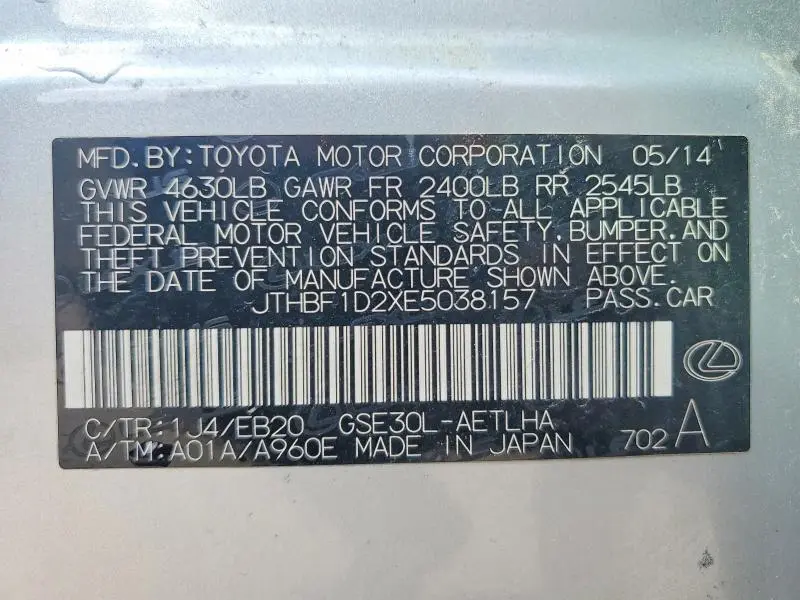 MFD. BY: TOYOTA MOTOR CORPORATION 05/14
GVWR 4630LB GAWR FR 2400LB RR 2545LB
THIS VEHICLE CONFORMS TO ALL APPLICABLE
FEDERAL MOTOR VEHICLE SAFETY, BUMPER, AND
THEFT PREVENTION STANDARDS IN EFFECT ON
THE DATE OF MANUFACTURE SHOWN ABOVE.
JTHBF1D2XE5038157 PASS. CAR
C/TR: 1J4/EB20 GSE30L-AETLHA
A/TM: A01A/A960E MADE IN JAPAN 702 A